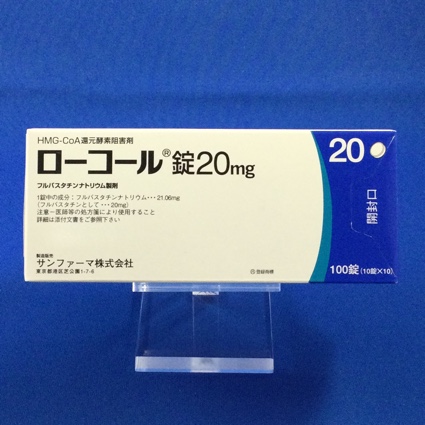 HMG-CoA還元酵素阻害剤
ローコール®錠20mg
フルバスタチンナトリウム製剤
1錠中の成分：フルバスタチンナトリウム･･･21.06mg
(フルバスタチンとして･･･20mg)
注意－医師等の処方箋により使用すること
詳細は添付文書をご参照下さい
製造販売
サンファーマ株式会社
東京都港区芝公園1-7-6
®登録商標
20
開封口
100錠 (10錠×10)